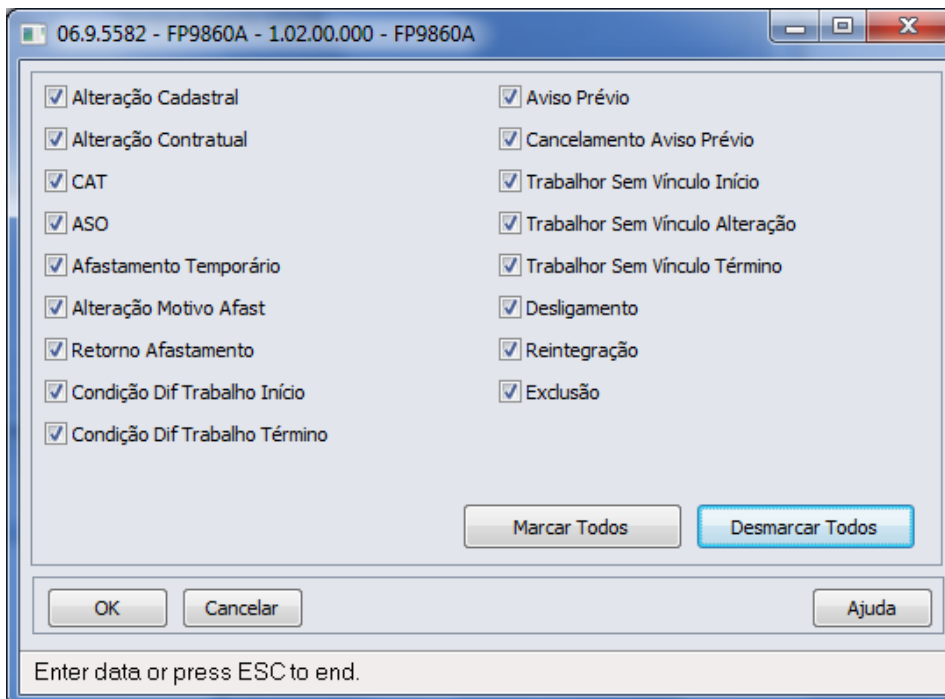 06.9.5582 - FP9860A - 1.02.00.000 - FP9860A
Alteração Cadastral
Alteração Contratual
CAT
ASO
Afastamento Temporário
Alteração Motivo Afast
Retorno Afastamento
Condição Dif Trabalho Início
Condição Dif Trabalho Término
Aviso Prévio
Cancelamento Aviso Prévio
Trabalhor Sem Vínculo Início
Trabalhor Sem Vínculo Alteração
Trabalhor Sem Vínculo Término
Desligamento
Reintegração
Exclusão
Marcar Todos
Desmarcar Todos
OK
Cancelar
Ajuda
Enter data or press ESC to end.